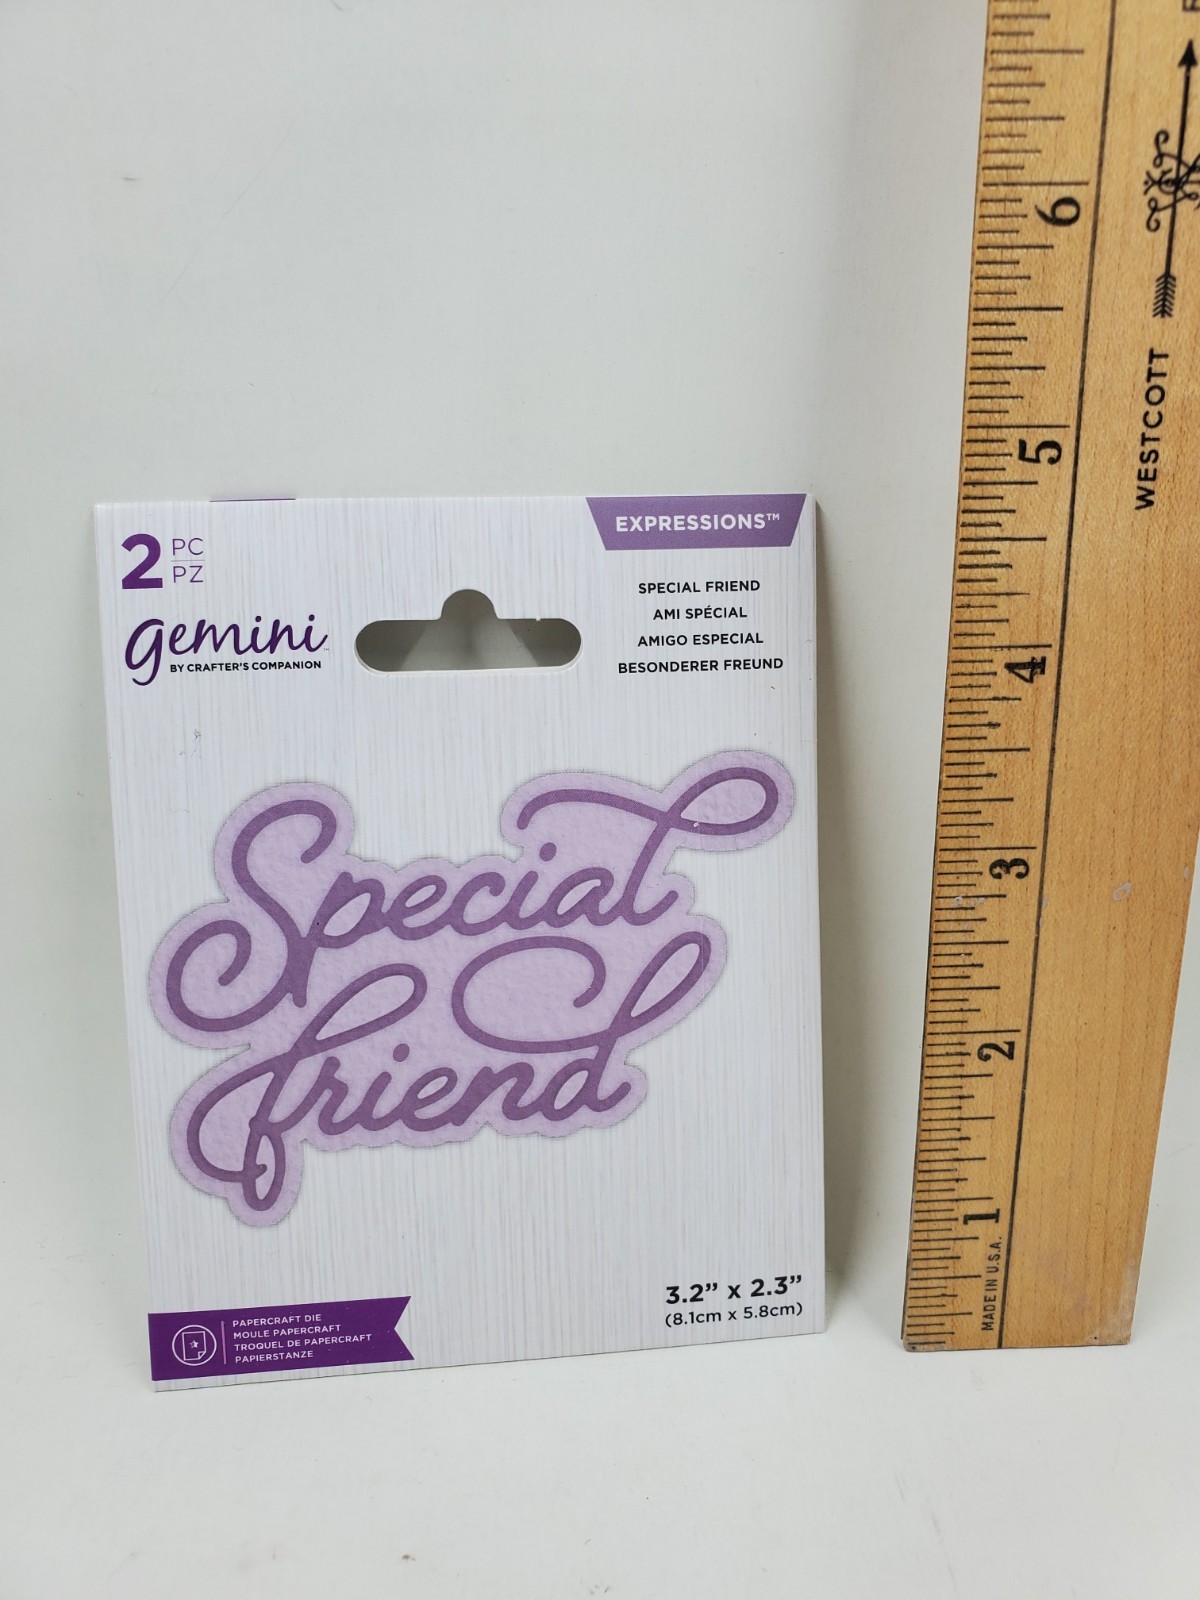 2 PC
PZ
gemini™
BY CRAFTER'S COMPANION
EXPRESSIONS™
SPECIAL FRIEND
AMI SPÉCIAL
AMIGO ESPECIAL
BESONDERER FREUND
Special
friend
3.2” x 2.3”
(8.1cm x 5.8cm)
PAPERCRAFT DIE
MOULE PAPERCRAFT
TROQUEL DE PAPERCRAFT
PAPIERSTANZE
6
5
4
3
2
1
WESTCOTT
MADE IN U.S.A.